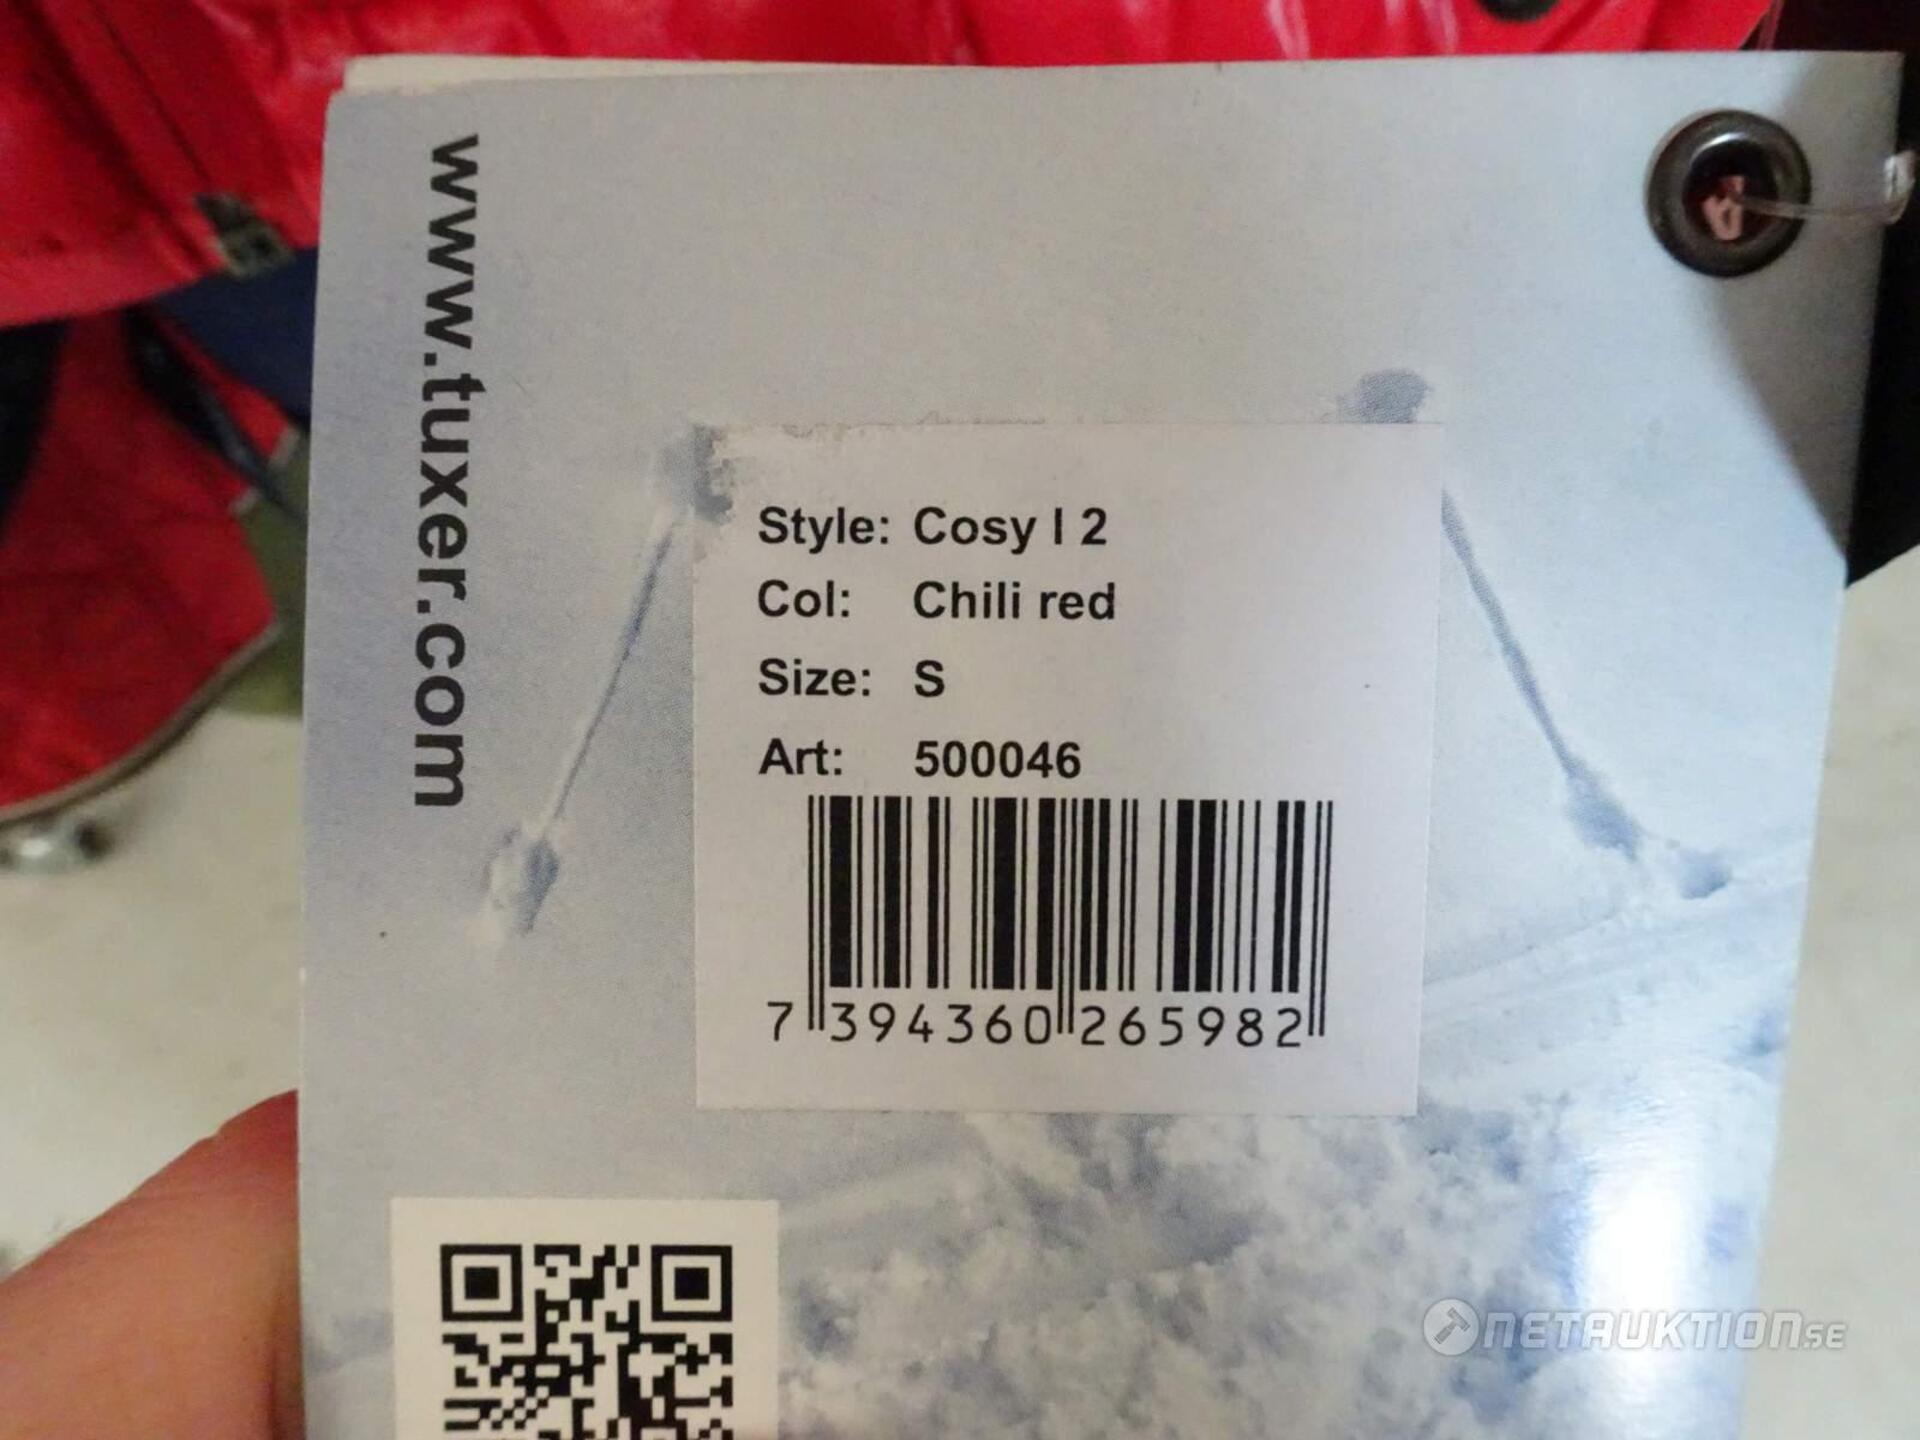 www.tuxer.com
Style: Cosy I 2
Col: Chili red
Size: S
Art: 500046
7 394360 265982
NETAUKTION.SE